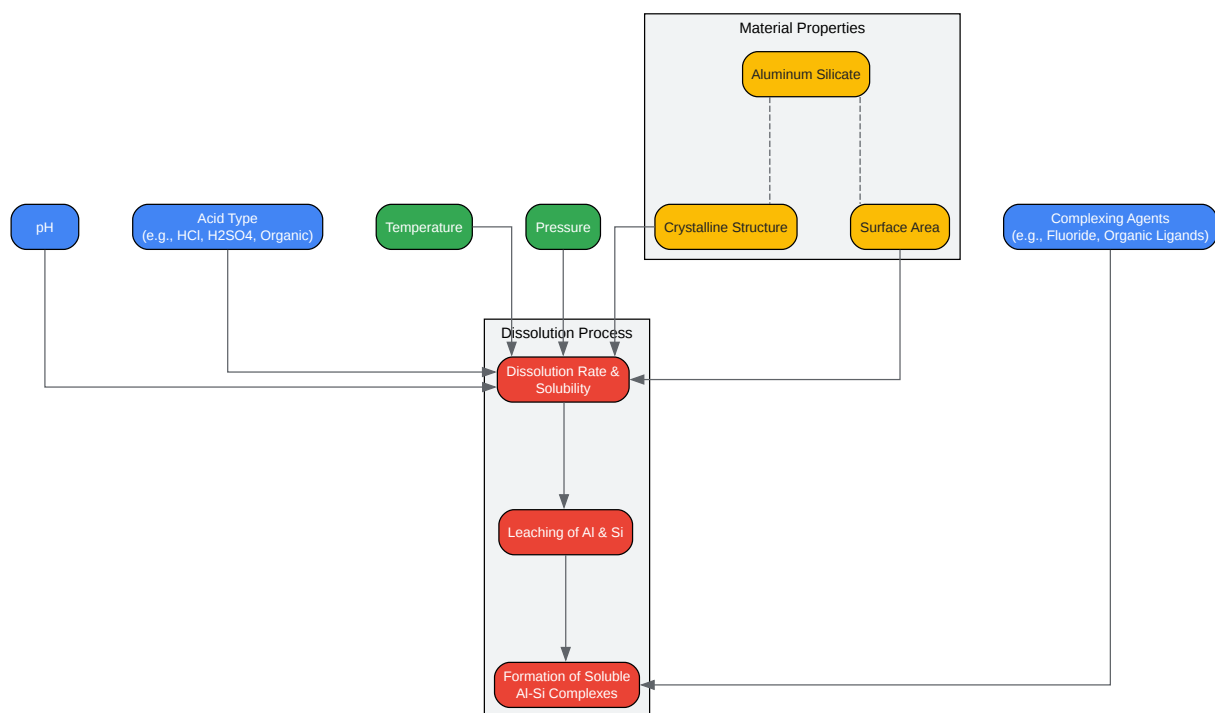 Material Properties
Aluminum Silicate
pH
Acid Type
(e.g., HCl, H2SO4, Organic)
Temperature
Pressure
Crystalline Structure
Surface Area
Complexing Agents
(e.g., Fluoride, Organic Ligands)
Dissolution Process
Dissolution Rate &
Solubility
Leaching of Al & Si
Formation of Soluble
Al-Si Complexes